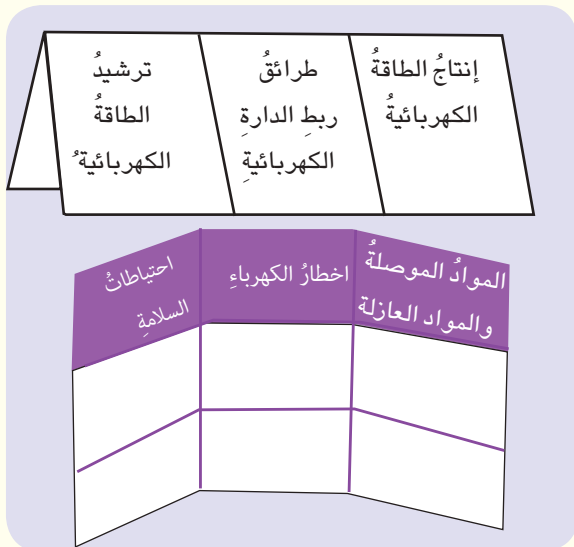 إنتاجُ الطاقةُ
الكهربائيةُ
طرائقُ
ربطِ الدارةِ
الكهربائيةِ
ترشيدُ
الطاقةُ
الكهربائية ُ
الموادُ الموصلةُ
والمواد العازلة
اخطارُ الكهرباءِ
احتياطاتُ
السلامةِ